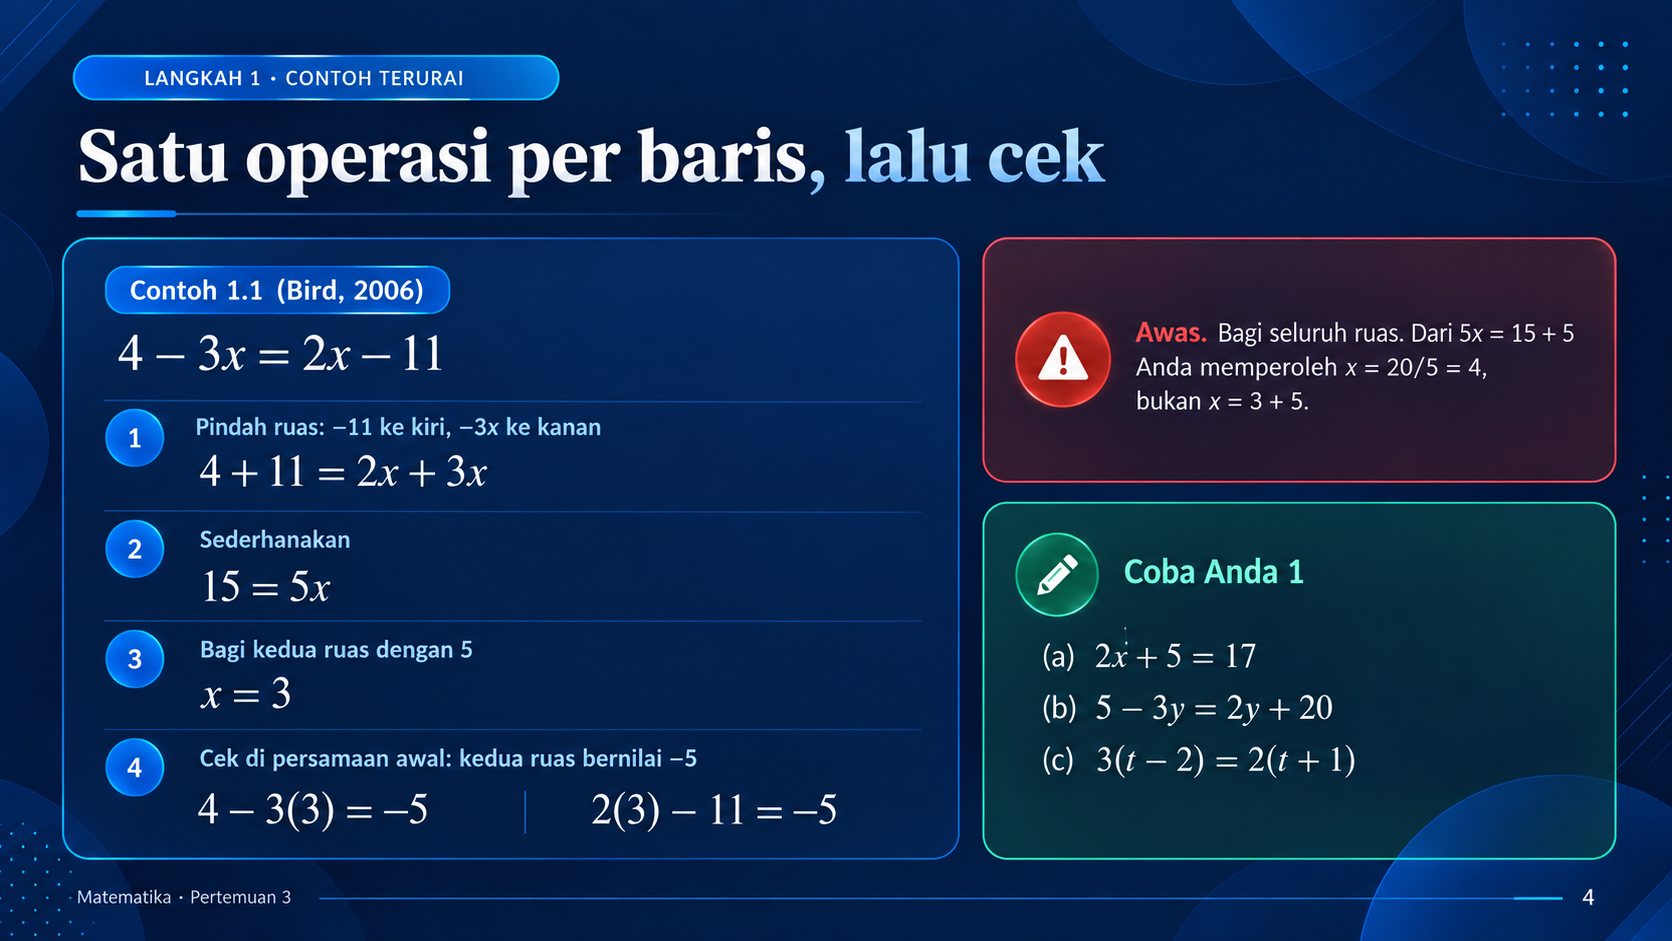 LANGKAH 1 · CONTOH TERURAI
Satu operasi per baris, lalu cek
Contoh 1.1 (Bird, 2006)
4 − 3x = 2x − 11
1
Pindah ruas: −11 ke kiri, −3x ke kanan
4 + 11 = 2x + 3x
2
Sederhanakan
15 = 5x
3
Bagi kedua ruas dengan 5
x = 3
4
Cek di persamaan awal: kedua ruas bernilai −5
4 − 3(3) = −5 | 2(3) − 11 = −5
Awas. Bagi seluruh ruas. Dari 5x = 15 + 5
Anda memperoleh x = 20/5 = 4,
bukan x = 3 + 5.
Coba Anda 1
(a) 2x + 5 = 17
(b) 5 − 3y = 2y + 20
(c) 3(t − 2) = 2(t + 1)
Matematika · Pertemuan 3
4